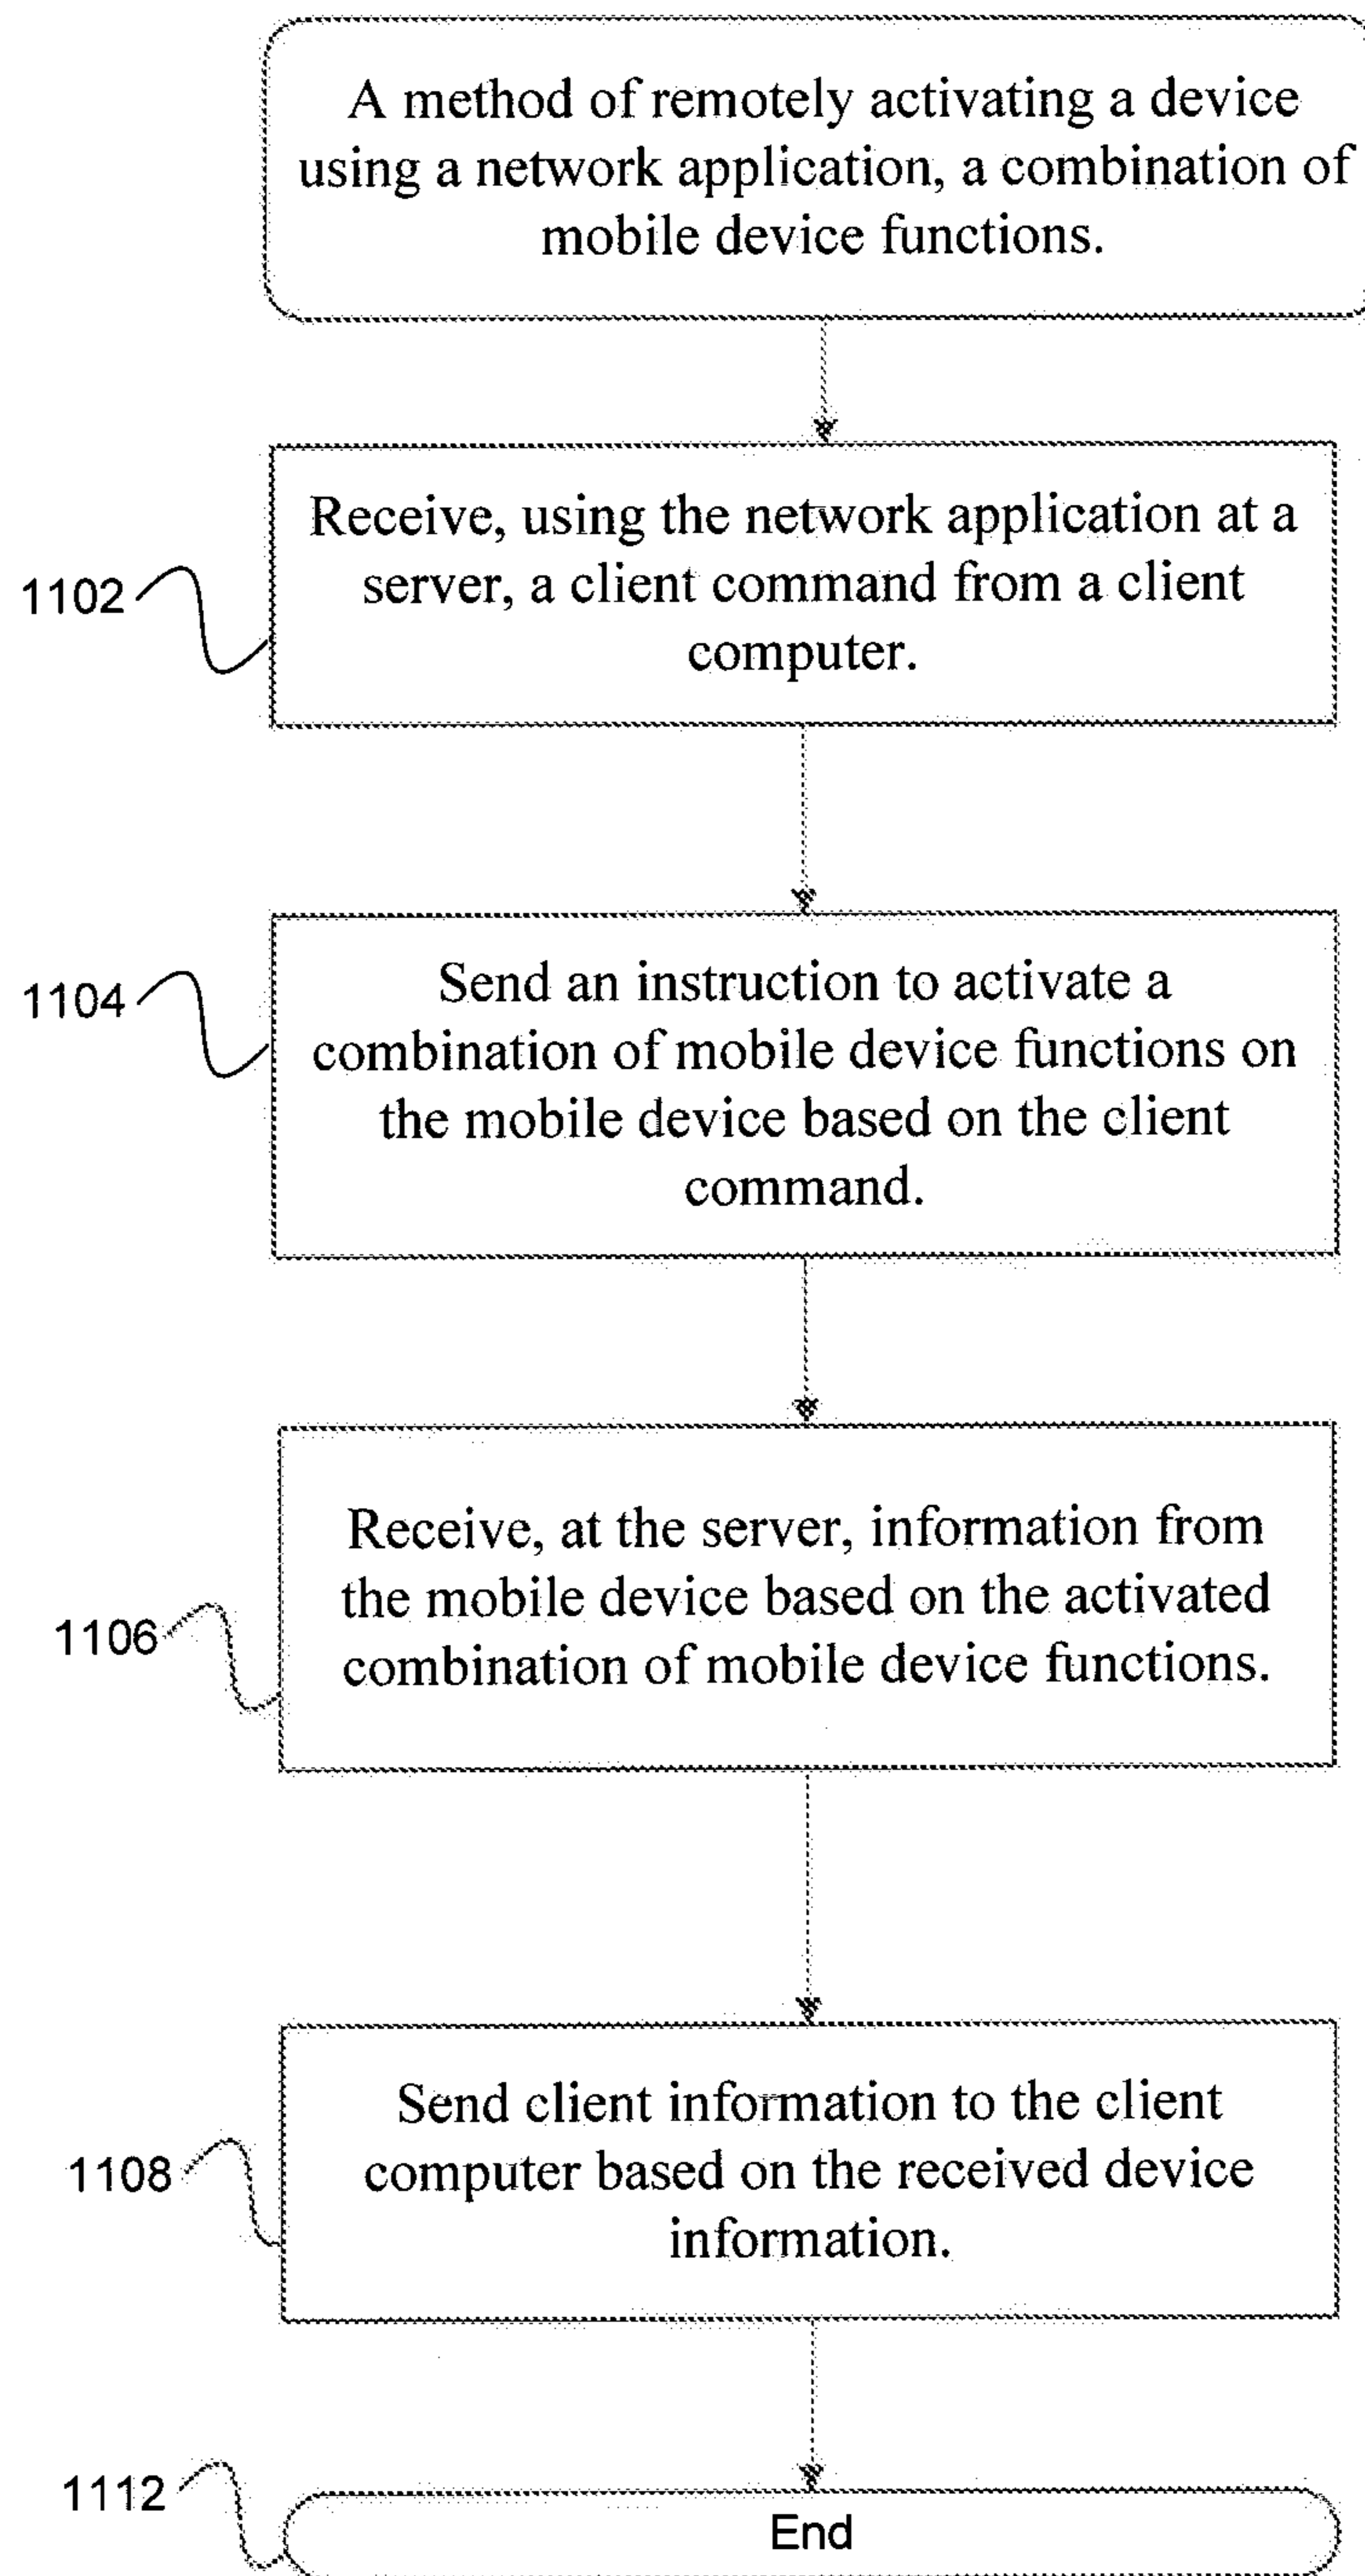 A method of remotely activating a device
using a network application, a combination of
mobile device functions.
Receive, using the network application at a
server, a client command from a client
computer.
1102
Send an instruction to activate a
combination of mobile device functions on
the mobile device based on the client
command.
1104
Receive, at the server, information from
the mobile device based on the activated
combination of mobile device functions.
1106
Send client information to the client
computer based on the received device
information.
1108
1112
End